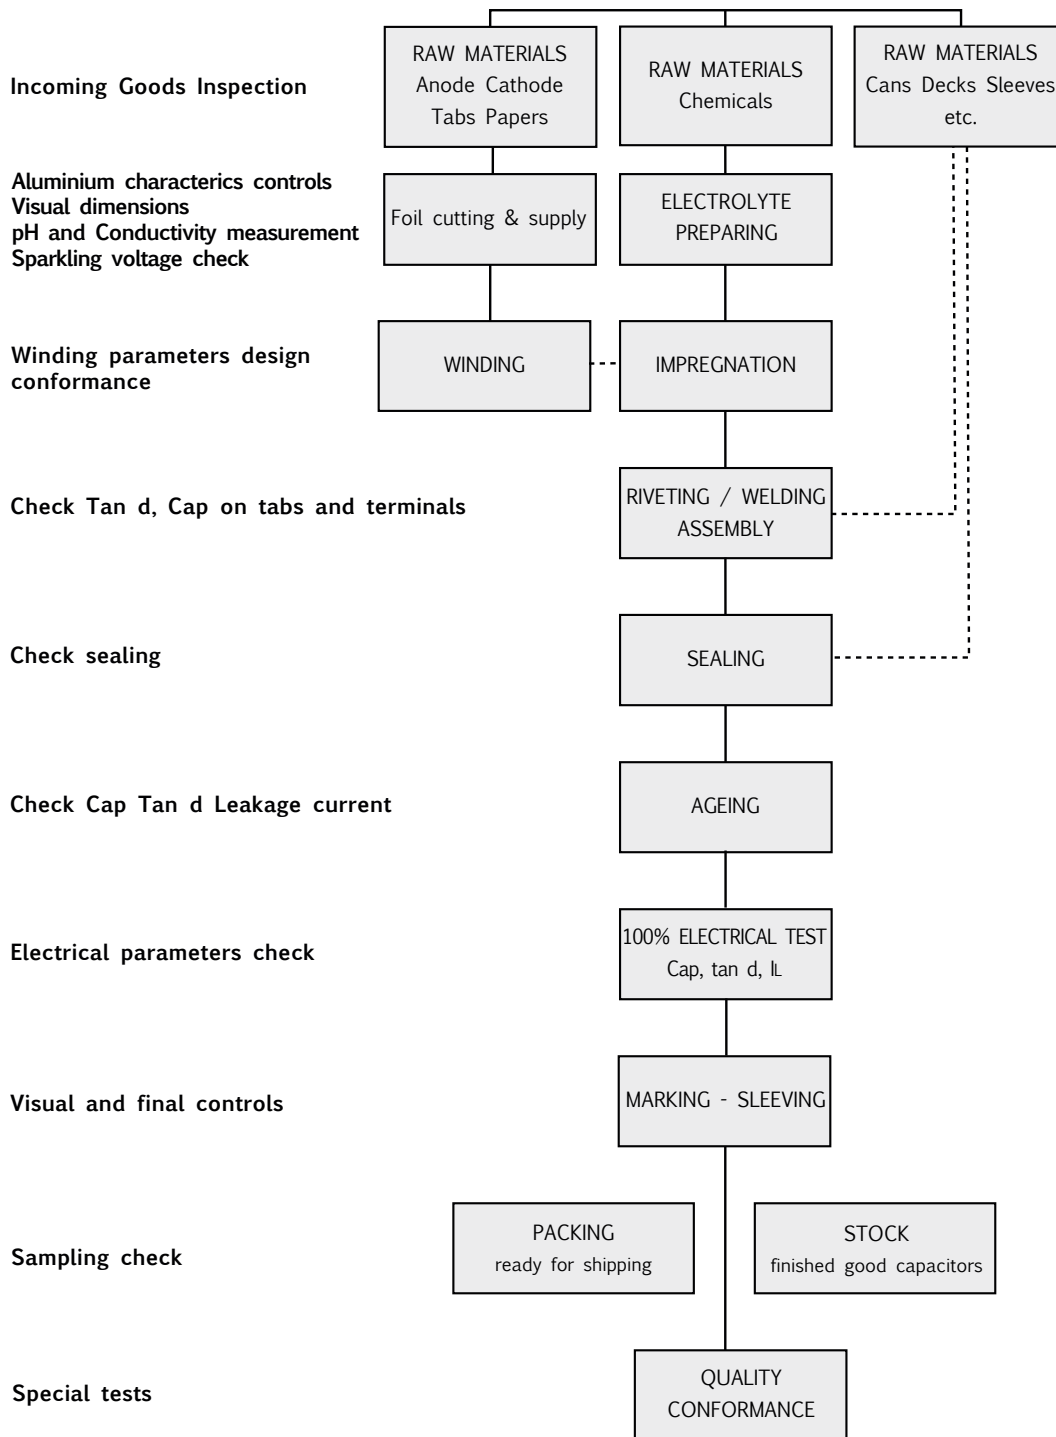 RAW MATERIALS
Anode Cathode
Tabs Papers
RAW MATERIALS
Chemicals
RAW MATERIALS
Cans Decks Sleeves
etc.
Incoming Goods Inspection
Aluminium characterics controls
Visual dimensions
pH and Conductivity measurement
Sparkling voltage check
Foil cutting & supply
ELECTROLYTE
PREPARING
Winding parameters design
conformance
WINDING
IMPREGNATION
Check Tan d, Cap on tabs and terminals
RIVETING / WELDING
ASSEMBLY
Check sealing
SEALING
Check Cap Tan d Leakage current
AGEING
Electrical parameters check
100% ELECTRICAL TEST
Cap, tan d, IL
Visual and final controls
MARKING - SLEEVING
Sampling check
PACKING
ready for shipping
STOCK
finished good capacitors
Special tests
QUALITY
CONFORMANCE